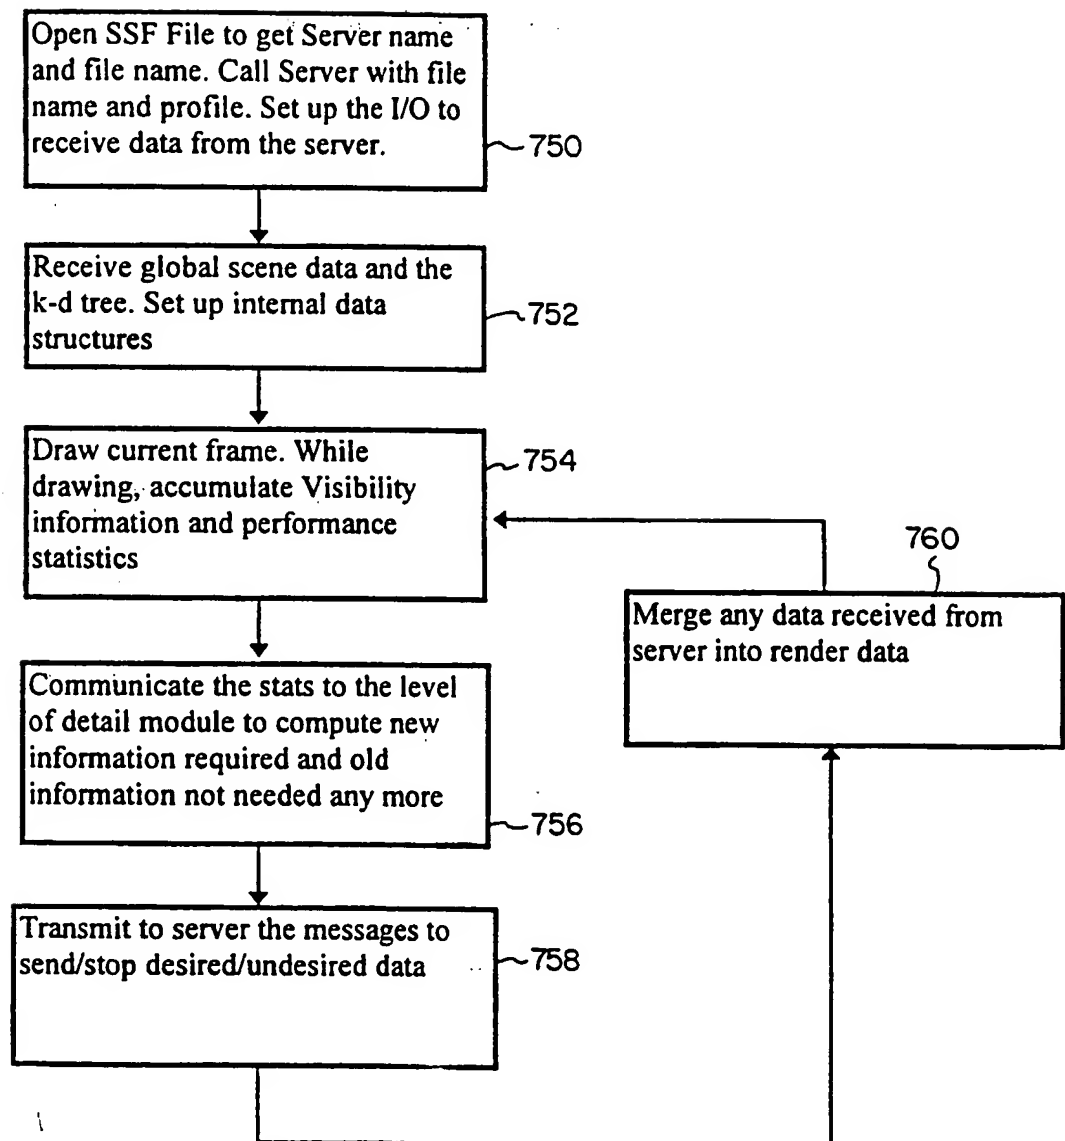 Open SSF File to get Server name
and file name. Call Server with file
name and profile. Set up the I/O to
receive data from the server.
750
Receive global scene data and the
k-d tree. Set up internal data
structures
752
Draw current frame. While
drawing, accumulate Visibility
information and performance
statistics
754
760
Merge any data received from
server into render data
Communicate the stats to the level
of detail module to compute new
information required and old
information not needed any more
756
Transmit to server the messages to
send/stop desired/undesired data
758